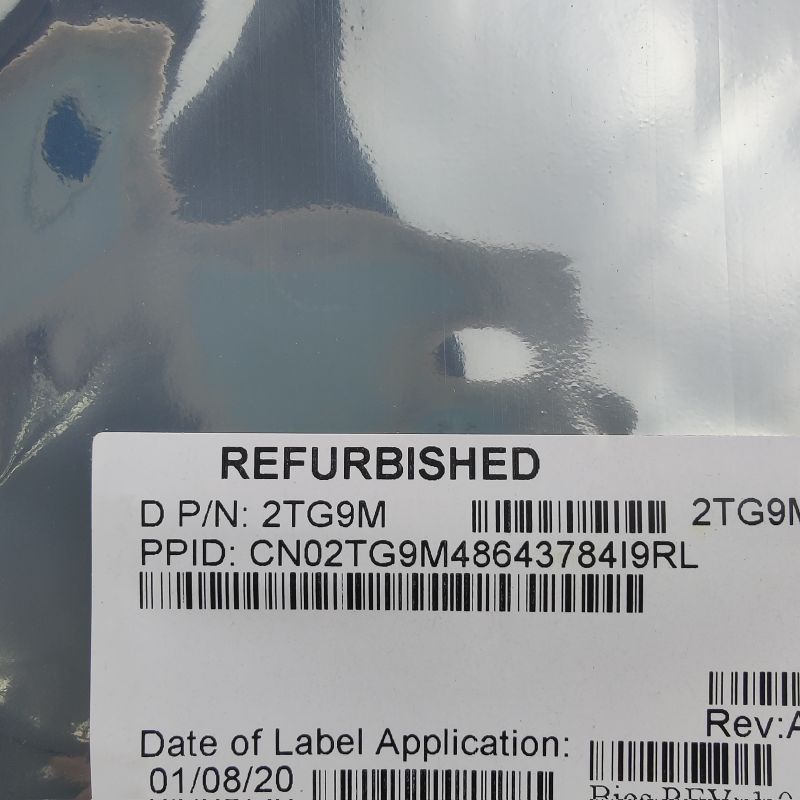 REFURBISHED
D P/N: 2TG9M 2TG9M
PPID: CN02TG9M4864378419RL
Rev:A
Date of Label Application:
01/08/20